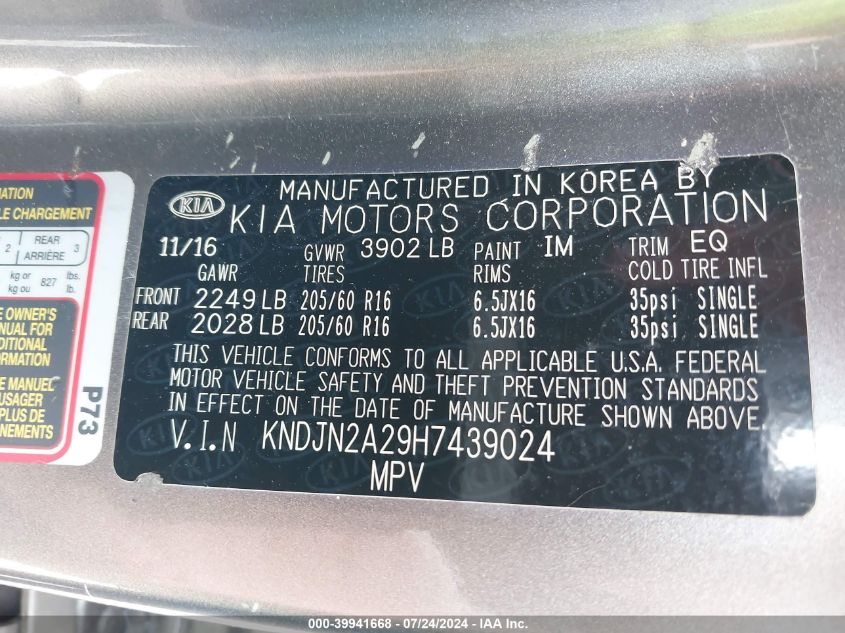 MATION
LE CHARGEMENT
2 REAR ARRIÈRE 3
kg or kg ou 827 lbs. lb.
E OWNER'S
ANUAL FOR
DITIONAL
ORMATION
E MANUEL
USAGER
PLUS DE
NEMENTS
P73
MANUFACTURED IN KOREA BY
KIA KIA MOTORS CORPORATION
11/16 GVWR 3902 LB PAINT IM TRIM EQ
GAWR TIRES RIMS COLD TIRE INFL
FRONT 2249 LB 205/60 R16 6.5JX16 35psi SINGLE
REAR 2028 LB 205/60 R16 6.5JX16 35psi SINGLE
THIS VEHICLE CONFORMS TO ALL APPLICABLE U.S.A. FEDERAL
MOTOR VEHICLE SAFETY AND THEFT PREVENTION STANDARDS
IN EFFECT ON THE DATE OF MANUFACTURE SHOWN ABOVE.
V.I.N KNDJN2A29H7439024
MPV
000-39941668 - 07/24/2024 - IAA Inc.